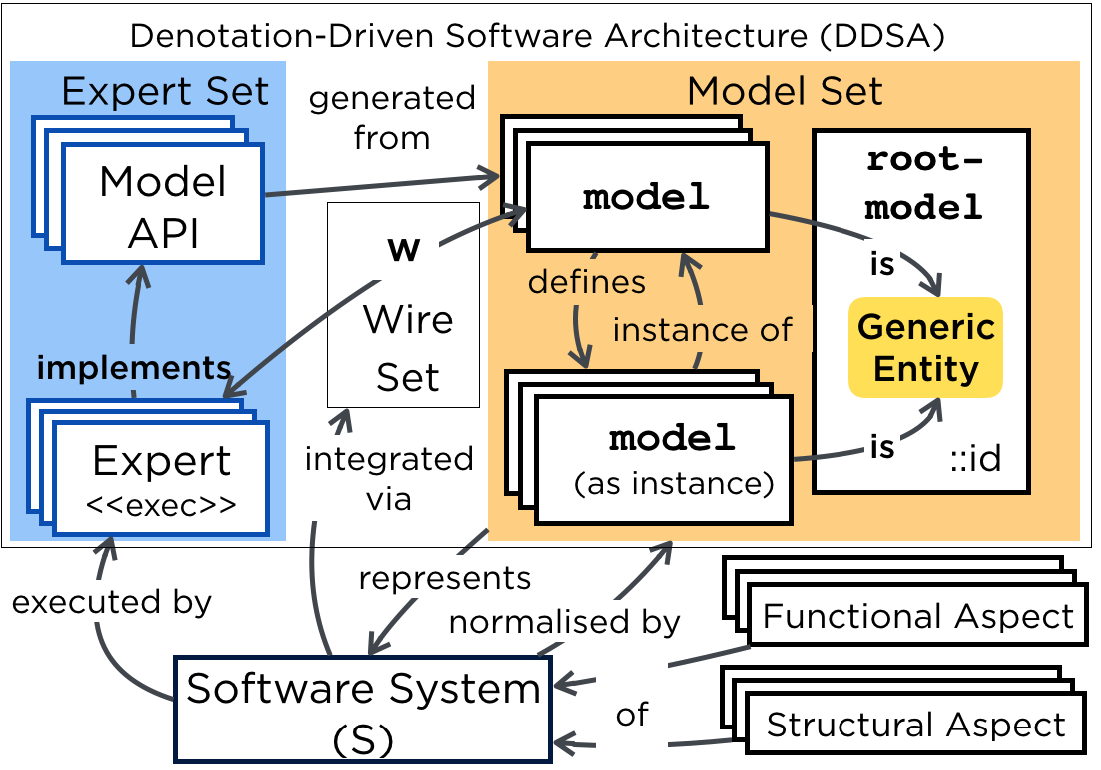 Denotation-Driven Software Architecture (DDSA)
Expert Set
generated
from
Model Set
Model
API
model
root-
model
w
is
defines
Wire
Set
instance of
Generic
Entity
implements
Expert
<<exec>>
integrated
via
model
(as instance)
is
::id
executed by
represents
normalised by
Functional Aspect
Software System
(S)
of
Structural Aspect